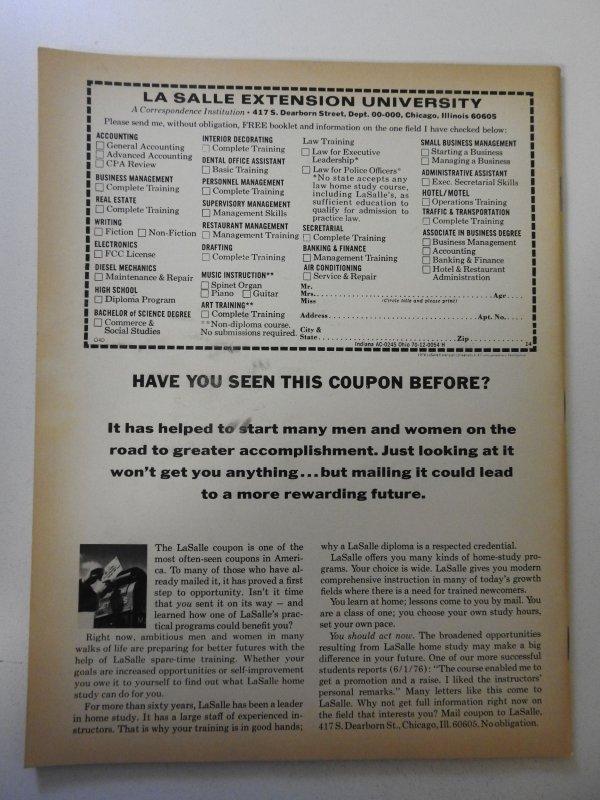 LA SALLE EXTENSION UNIVERSITY
A Correspondence Institution • 417 S. Dearborn Street, Dept. 00-000, Chicago, Illinois 60605
Please send me, without obligation, FREE booklet and information on the one field I have checked below:
ACCOUNTING
General Accounting
Advanced Accounting
CPA Review
BUSINESS MANAGEMENT
Complete Training
REAL ESTATE
Complete Training
WRITING
Fiction Non-Fiction
ELECTRONICS
FCC License
DIESEL MECHANICS
Maintenance & Repair
HIGH SCHOOL
Diploma Program
BACHELOR of SCIENCE DEGREE
Commerce &
Social Studies
INTERIOR DECORATING
Complete Training
DENTAL OFFICE ASSISTANT
Basic Training
PERSONNEL MANAGEMENT
Complete Training
SUPERVISORY MANAGEMENT
Management Skills
RESTAURANT MANAGEMENT
Management Training
DRAFTING
Complete Training
MUSIC INSTRUCTION**
Spinet Organ
Piano Guitar
ART TRAINING**
Complete Training
**Non-diploma course.
No submissions required.
Law Training
Law for Executive
Leadership*
Law for Police Officers*
*No state accepts any
law home study course,
including LaSalle's, as
sufficient education to
qualify for admission to
practice law.
SECRETARIAL
Complete Training
BANKING & FINANCE
Management Training
AIR CONDITIONING
Service & Repair
SMALL BUSINESS MANAGEMENT
Starting a Business
Managing a Business
ADMINISTRATIVE ASSISTANT
Exec. Secretarial Skills
HOTEL/MOTEL
Operations Training
TRAFFIC & TRANSPORTATION
Complete Training
ASSOCIATE IN BUSINESS DEGREE
Business Management
Accounting
Banking & Finance
Hotel & Restaurant
Administration
Mr.
Mrs. Age
Miss (Circle title and please print)
Address Apt. No.
City &
State Zip
Indiana AC-0245 Ohio 70-12-0054 H 14
HAVE YOU SEEN THIS COUPON BEFORE?
It has helped to start many men and women on the
road to greater accomplishment. Just looking at it
won't get you anything...but mailing it could lead
to a more rewarding future.
The LaSalle coupon is one of the
most often-seen coupons in Ameri-
ca. To many of those who have al-
ready mailed it, it has proved a first
step to opportunity. Isn't it time
that you sent it on its way — and
learned how one of LaSalle's prac-
tical programs could benefit you?
Right now, ambitious men and women in many
walks of life are preparing for better futures with the
help of LaSalle spare-time training. Whether your
goals are increased opportunities or self-improvement
you owe it to yourself to find out what LaSalle home
study can do for you.
For more than sixty years, LaSalle has been a leader
in home study. It has a large staff of experienced in-
structors. That is why your training is in good hands;
why a LaSalle diploma is a respected credential.
LaSalle offers you many kinds of home-study pro-
grams. Your choice is wide. LaSalle gives you modern
comprehensive instruction in many of today's growth
fields where there is a need for trained newcomers.
You learn at home; lessons come to you by mail. You
are a class of one; you choose your own study hours,
set your own pace.
You should act now. The broadened opportunities
resulting from LaSalle home study may make a big
difference in your future. One of our more successful
students reports (6/1/76): "The course enabled me to
get a promotion and a raise. I liked the instructors'
personal remarks." Many letters like this come to
LaSalle. Why not get full information right now on
the field that interests you? Mail coupon to LaSalle,
417 S. Dearborn St., Chicago, Ill. 60605. No obligation.